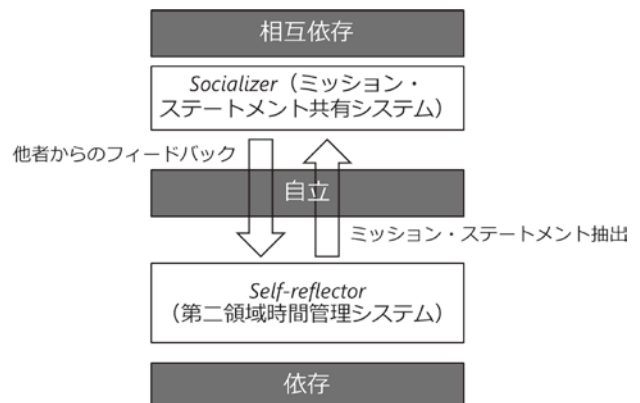 相互依存
Socializer（ミッション・
ステートメント共有システム）
他者からのフィードバック
自立
ミッション・ステートメント抽出
Self-reflector
（第二領域時間管理システム）
依存